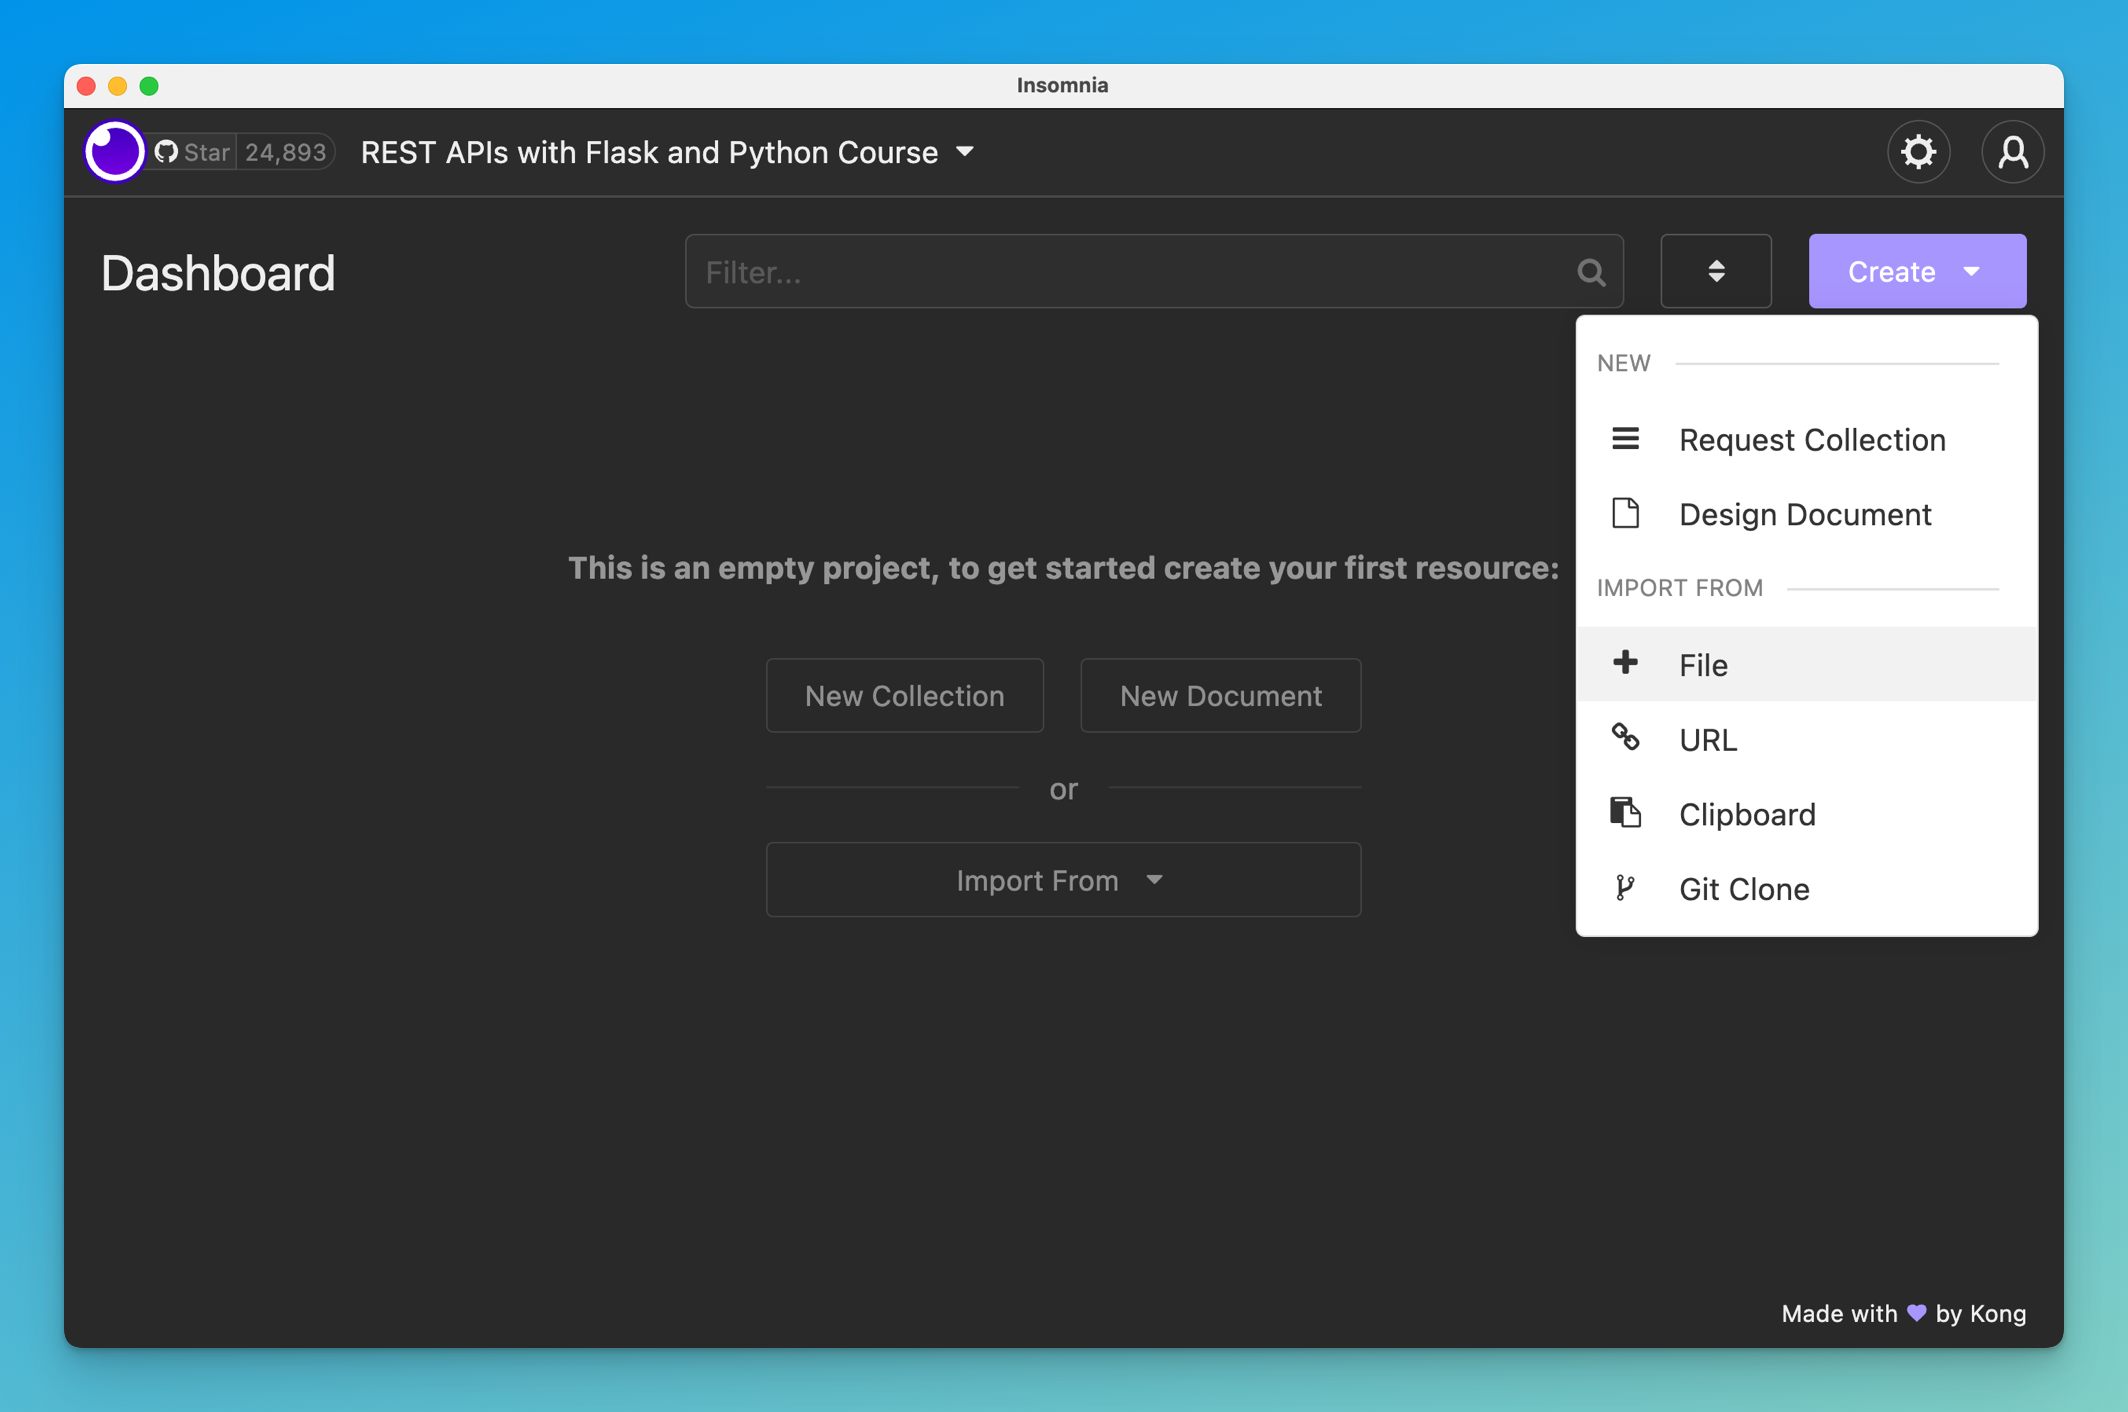 Insomnia
Star 24,893 REST APIs with Flask and Python Course
Dashboard Filter... Create
NEW
Request Collection
Design Document
IMPORT FROM
File
URL
Clipboard
Git Clone
This is an empty project, to get started create your first resource:
New Collection New Document
or
Import From
Made with by Kong